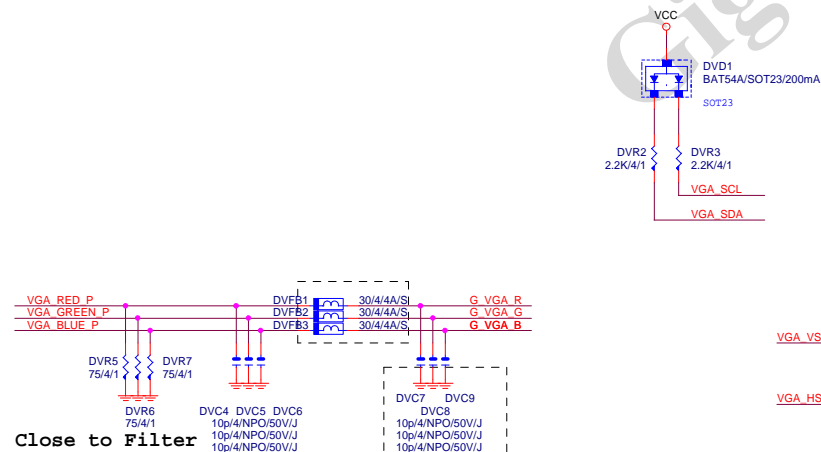 Gig
VCC
DVD1
BAT54A/SOT23/200mA
SOT23
DVR2
2.2K/4/1
DVR3
2.2K/4/1
VGA_SCL
VGA_SDA
VGA_RED_P
DVFB1
30/4/4A/S
G_VGA_R
VGA_GREEN_P
DVFB2
30/4/4A/S
G_VGA_G
VGA_BLUE_P
DVFB3
30/4/4A/S
G_VGA_B
VGA_VS
VGA_HS
DVR5
75/4/1
DVR7
75/4/1
DVR6
75/4/1
DVC4 DVC5 DVC6
10p/4/NPO/50V/J
10p/4/NPO/50V/J
10p/4/NPO/50V/J
DVC7 DVC9
DVC8
10p/4/NPO/50V/J
10p/4/NPO/50V/J
10p/4/NPO/50V/J
Close to Filter